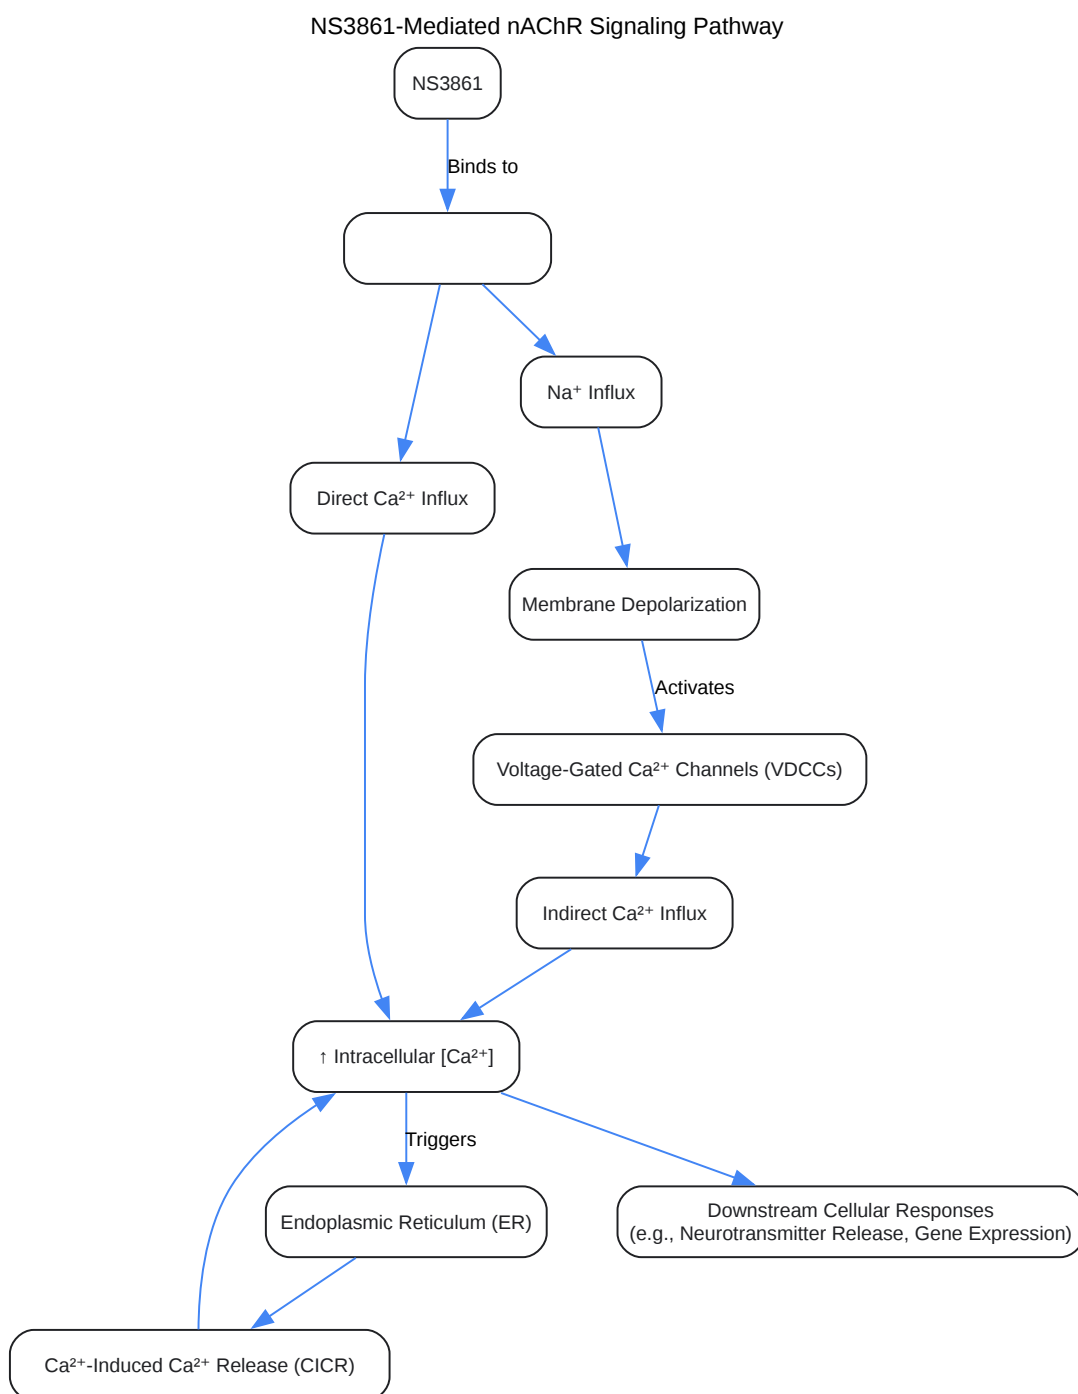 NS3861-Mediated nAChR Signaling Pathway
NS3861
Binds to
Na⁺ Influx
Direct Ca²⁺ Influx
Membrane Depolarization
Activates
Voltage-Gated Ca²⁺ Channels (VDCCs)
Indirect Ca²⁺ Influx
↑ Intracellular [Ca²⁺]
Triggers
Endoplasmic Reticulum (ER)
Downstream Cellular Responses
(e.g., Neurotransmitter Release, Gene Expression)
Ca²⁺-Induced Ca²⁺ Release (CICR)